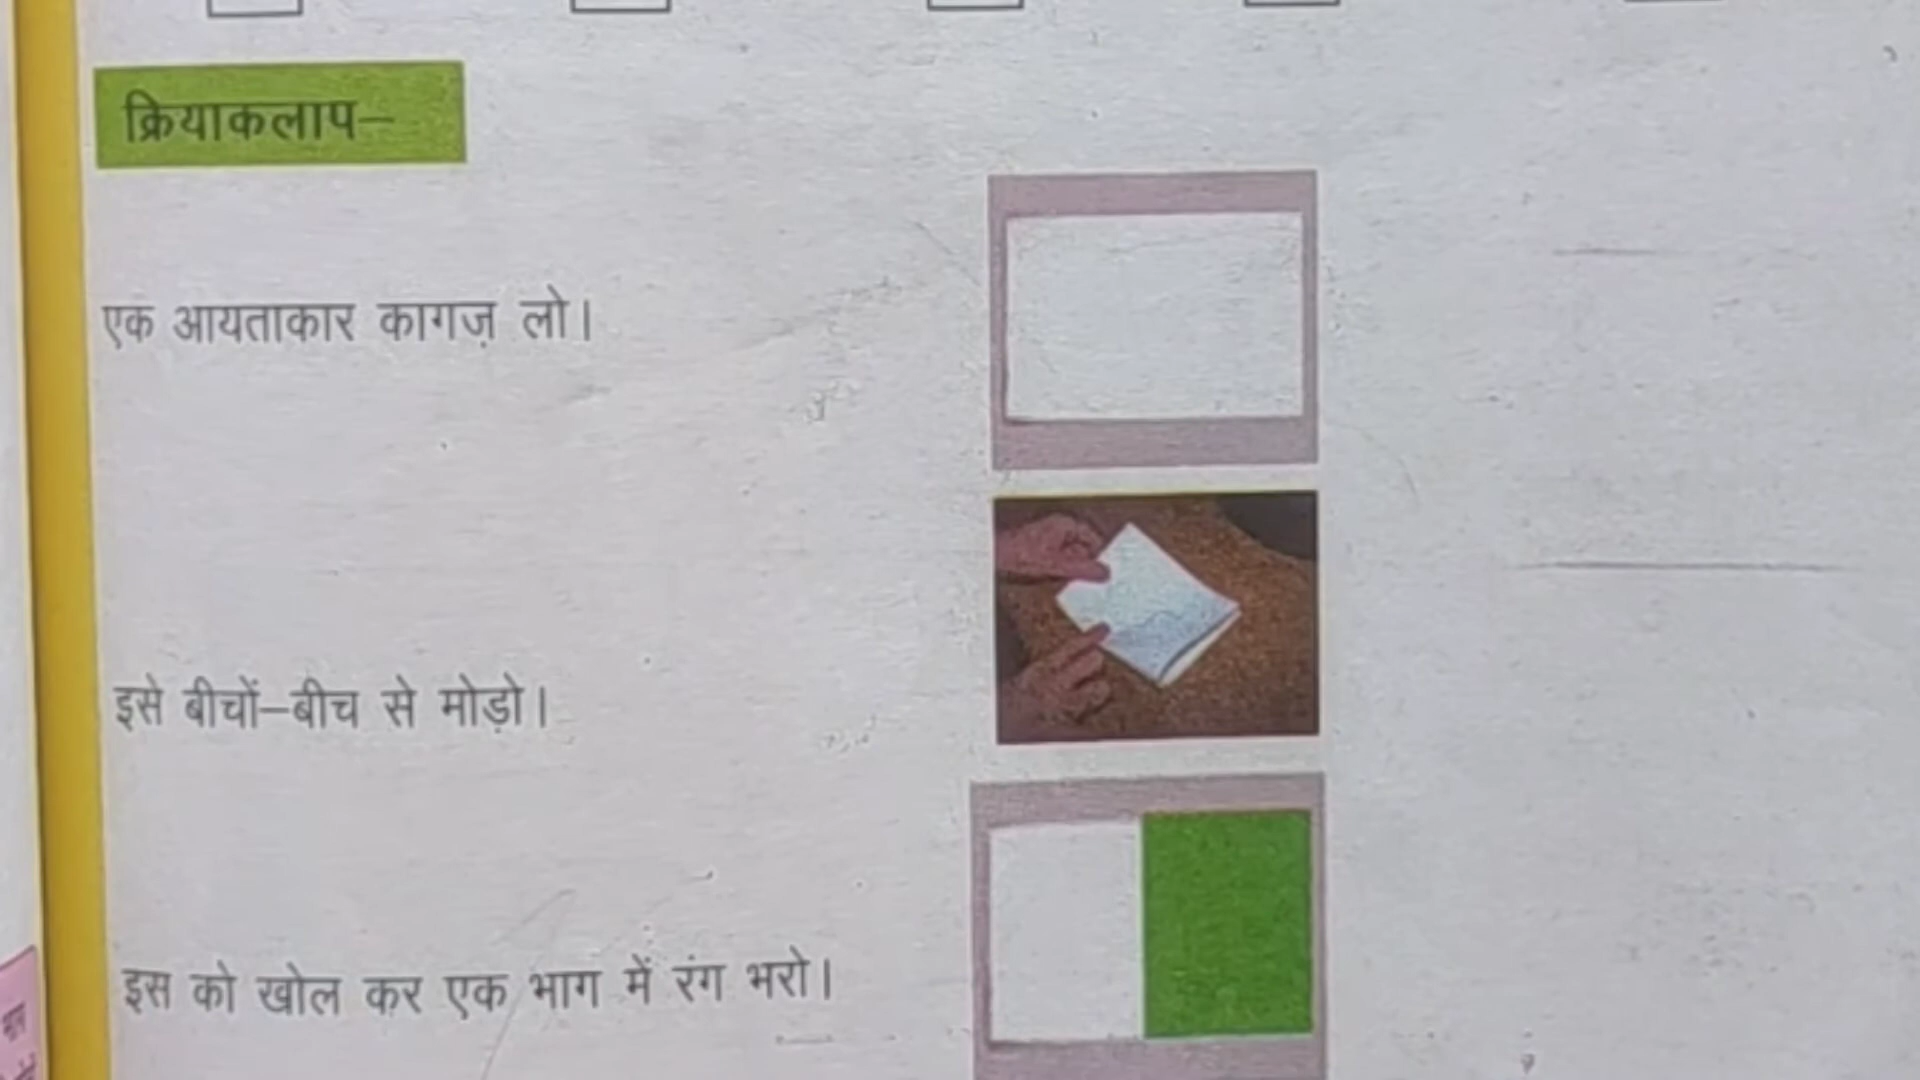 क्रियाकलाप–
एक आयताकार कागज़ लो।
इसे बीचों–बीच से मोड़ो।
इस को खोल कर एक भाग में रंग भरो।